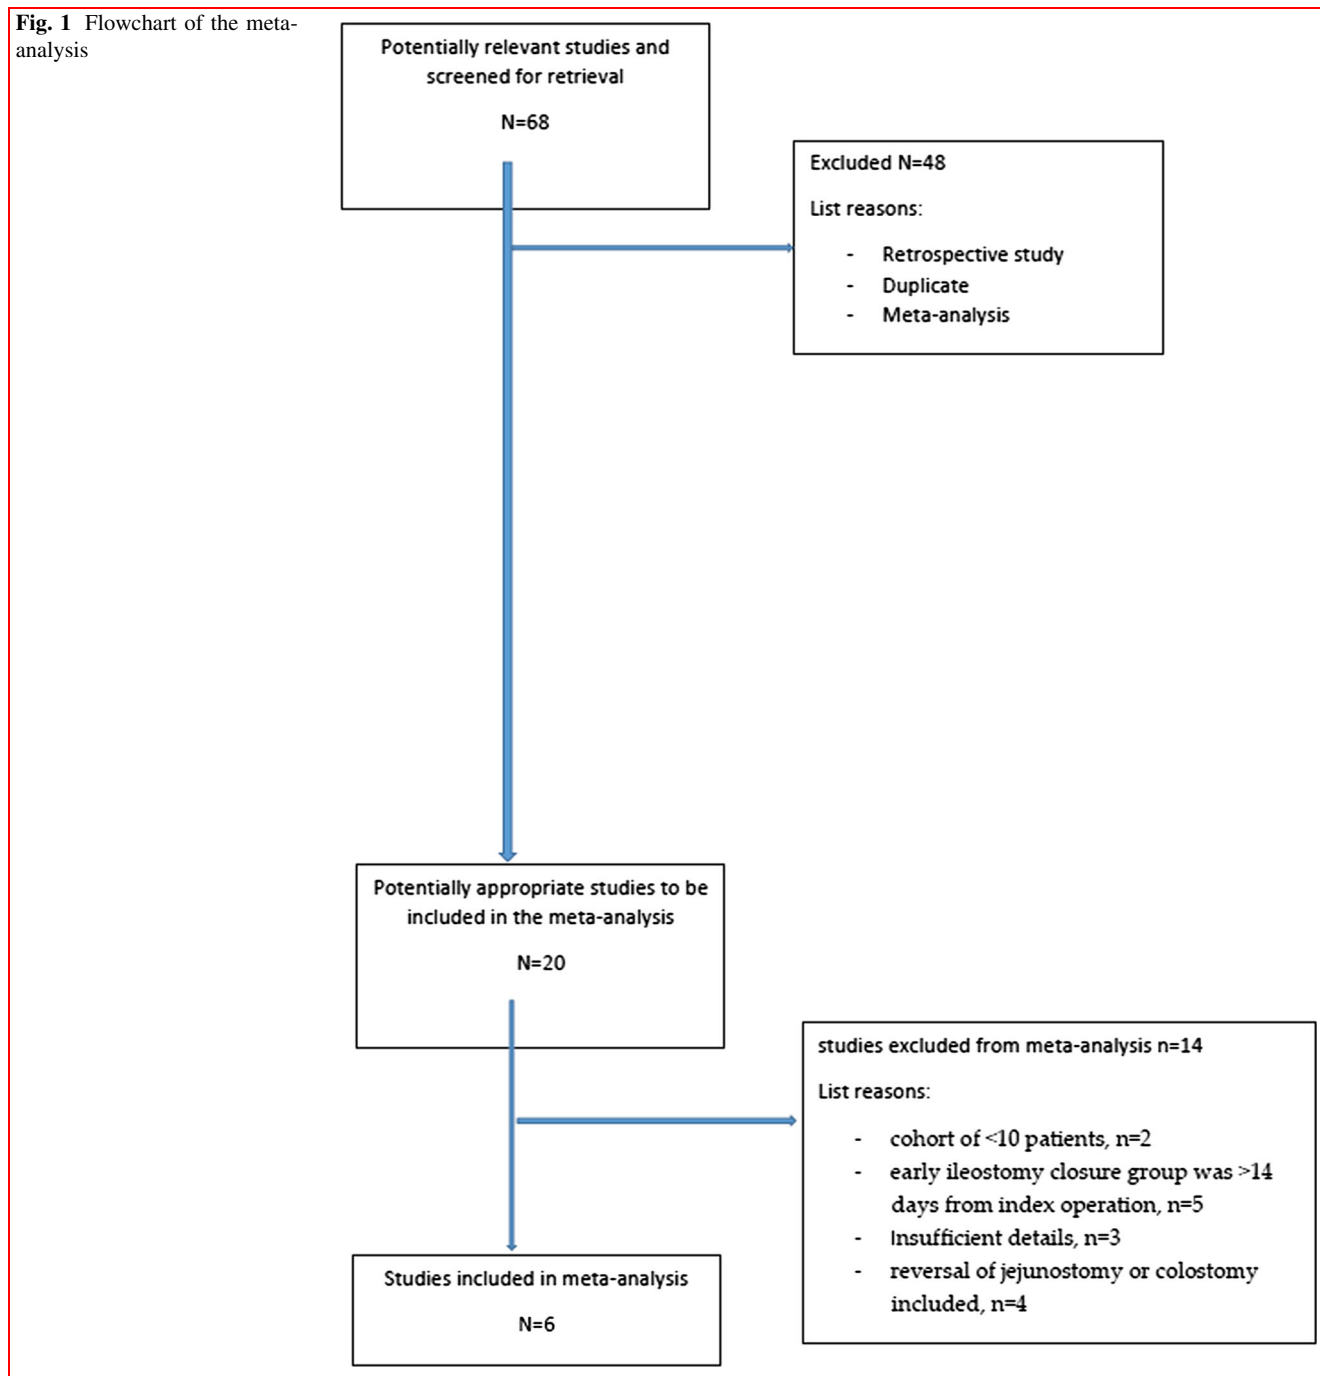 Fig. 1 Flowchart of the meta-
analysis
Potentially relevant studies and
screened for retrieval
N=68
Excluded N=48
List reasons:
- Retrospective study
- Duplicate
- Meta-analysis
Potentially appropriate studies to be
included in the meta-analysis
N=20
studies excluded from meta-analysis n=14
List reasons:
- cohort of <10 patients, n=2
- early ileostomy closure group was >14
days from index operation, n=5
- Insufficient details, n=3
- reversal of jejunostomy or colostomy
included, n=4
Studies included in meta-analysis
N=6